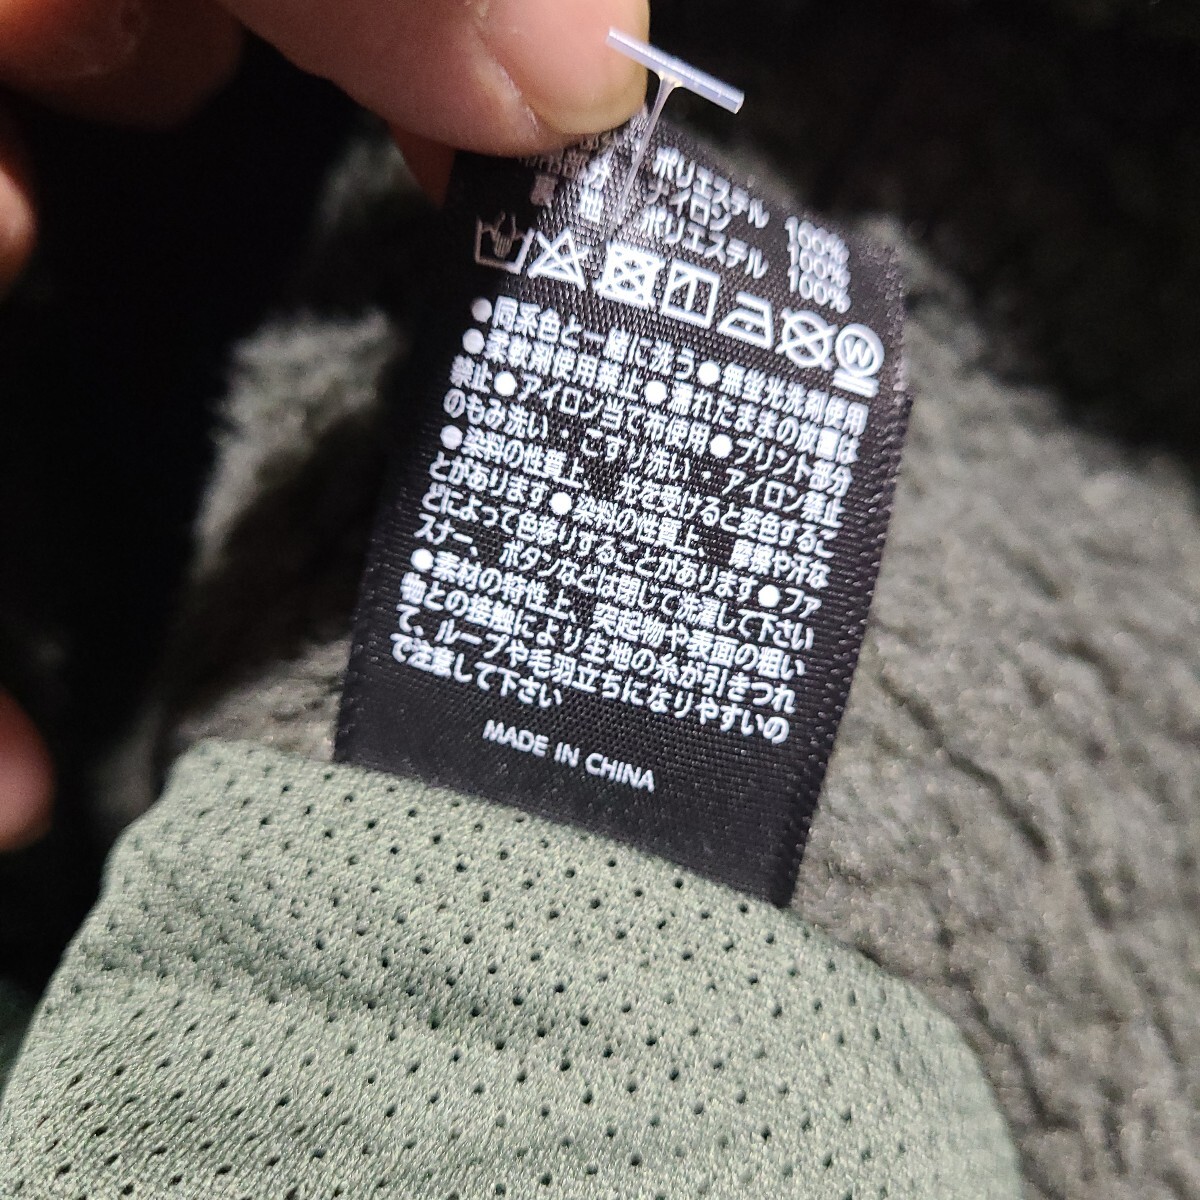 ポリエステル 100%
分 ナイロン 100%
地 ポリエステル 100%
W
●同系色と一緒に洗う●無蛍光洗剤使用
●柔軟剤使用禁止●濡れたままの放置は
禁止●アイロン当て布使用●プリント部分
のもみ洗い・こすり洗い・アイロン禁止
●染料の性質上、光を受けると変色するこ
とがあります●染料の性質上、摩擦や汗な
どによって色移りすることがあります●ファ
スナー、ボタンなどは閉じて洗濯して下さい
●素材の特性上、突起物や表面の粗い
物との接触により生地の糸が引きつれ
て、ループや毛羽立ちになりやすいの
で注意して下さい
MADE IN CHINA